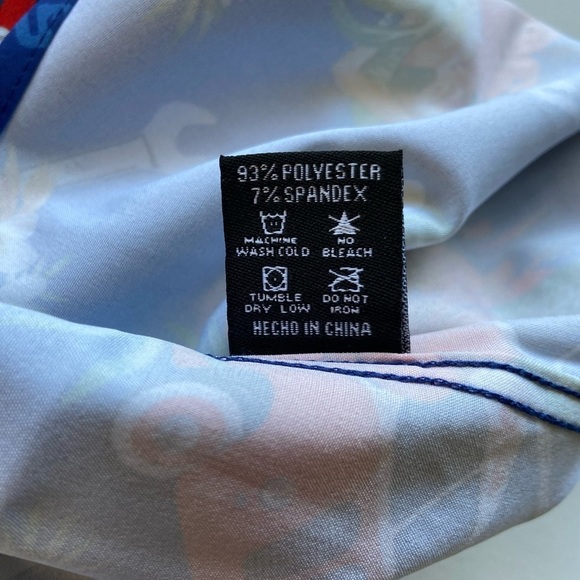 93% POLYESTER
7% SPANDEX
MACHINE
WASH COLD
NO
BLEACH
TUMBLE
DRY LOW
DO NOT
IRON
HECHO IN CHINA